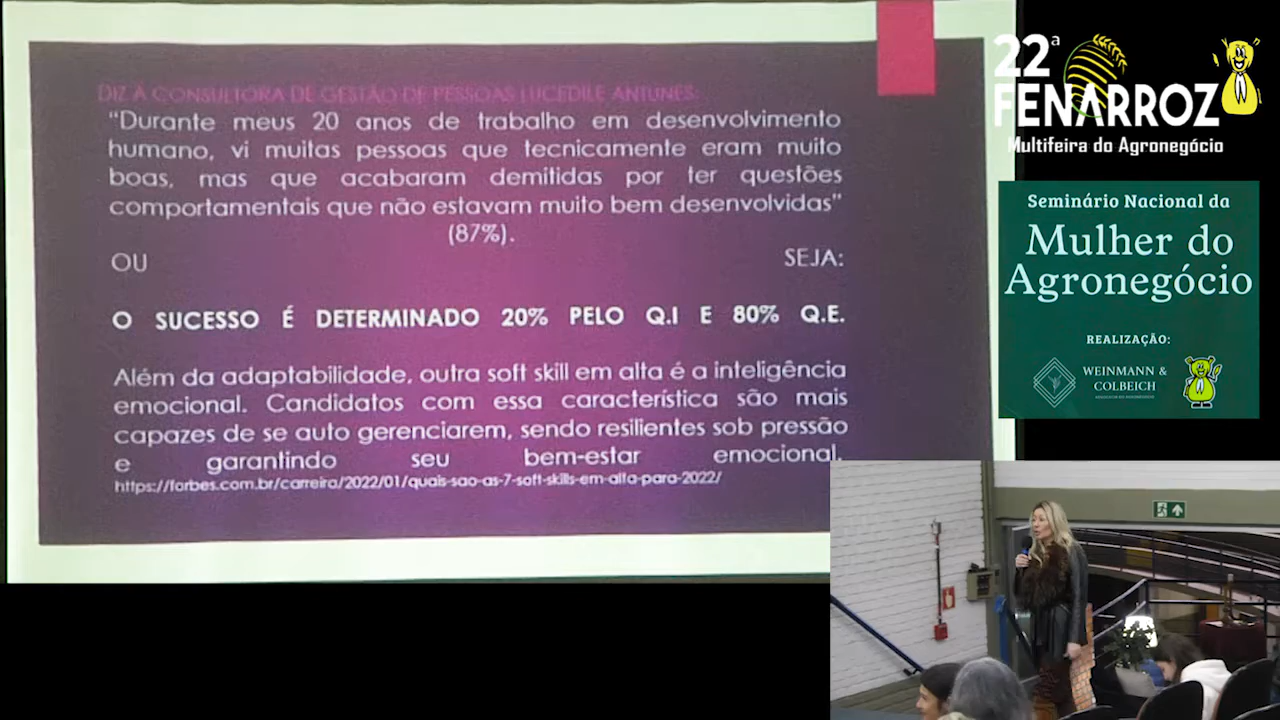 DIZ A CONSULTORA DE GESTÃO DE PESSOAS LUCEDILE ANTUNES:
“Durante meus 20 anos de trabalho em desenvolvimento
humano, vi muitas pessoas que tecnicamente eram muito
boas, mas que acabaram demitidas por ter questões
comportamentais que não estavam muito bem desenvolvidas”
(87%).
OU SEJA:
O SUCESSO É DETERMINADO 20% PELO Q.I E 80% Q.E.
Além da adaptabilidade, outra soft skill em alta é a inteligência
emocional. Candidatos com essa característica são mais
capazes de se auto gerenciarem, sendo resilientes sob pressão
e garantindo seu bem-estar emocional.
https://forbes.com.br/carreira/2022/01/quais-sao-as-7-soft-skills-em-alta-para-2022/
22ª
FENARROZ
Multifeira do Agronegócio
Seminário Nacional da
Mulher do
Agronegócio
REALIZAÇÃO:
WEINMANN &
COLBEICH